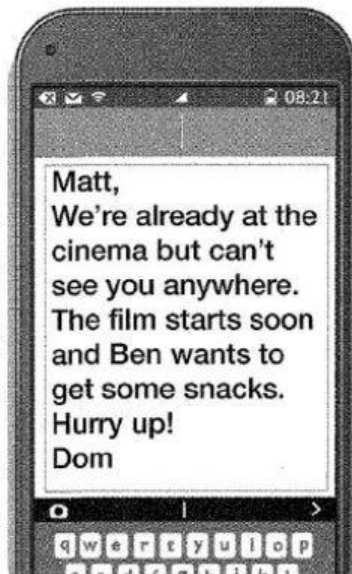 08:21
Matt,
We're already at the
cinema but can't
see you anywhere.
The film starts soon
and Ben wants to
get some snacks.
Hurry up!
Dom
q w e r t y u i o p